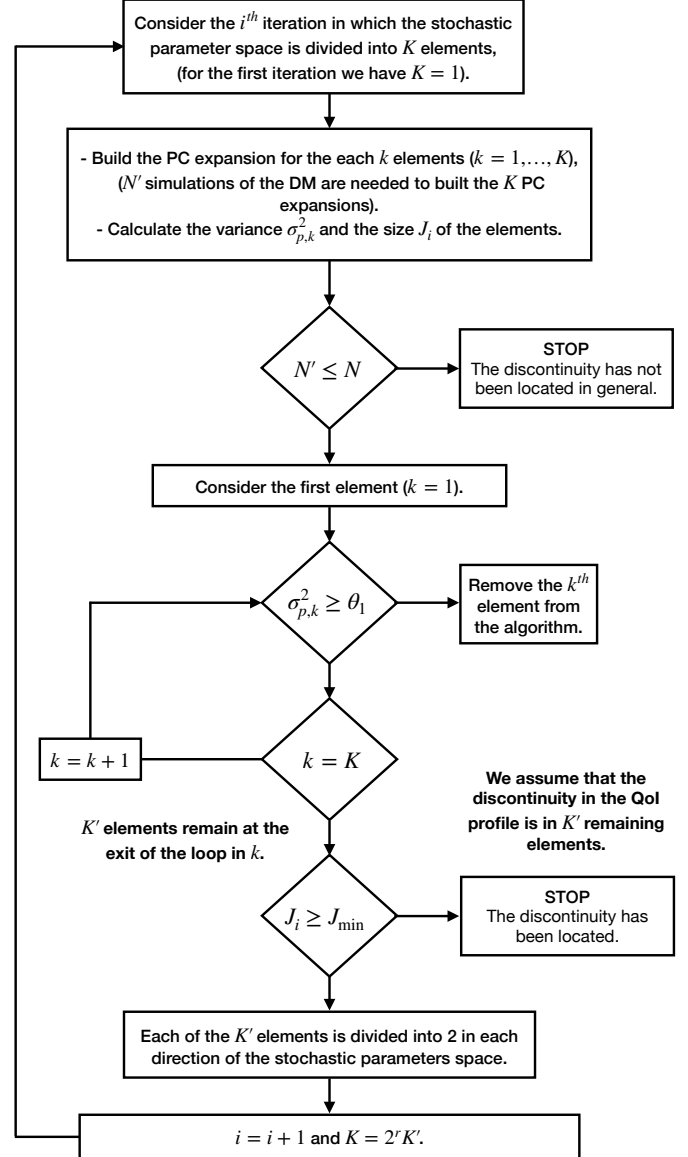 Consider the i^{th} iteration in which the stochastic
parameter space is divided into K elements,
(for the first iteration we have K = 1).
- Build the PC expansion for the each k elements (k = 1,…, K),
(N′ simulations of the DM are needed to built the K PC
expansions).
- Calculate the variance σ²_{p,k} and the size J_i of the elements.
N′ ≤ N
STOP
The discontinuity has not
been located in general.
Consider the first element (k = 1).
σ²_{p,k} ≥ θ_1
Remove the k^{th}
element from
the algorithm.
k = k + 1
k = K
We assume that the
discontinuity in the QoI
profile is in K′ remaining
elements.
K′ elements remain at the
exit of the loop in k.
J_i ≥ J_{min}
STOP
The discontinuity has
been located.
Each of the K′ elements is divided into 2 in each
direction of the stochastic parameters space.
i = i + 1 and K = 2^r K′.